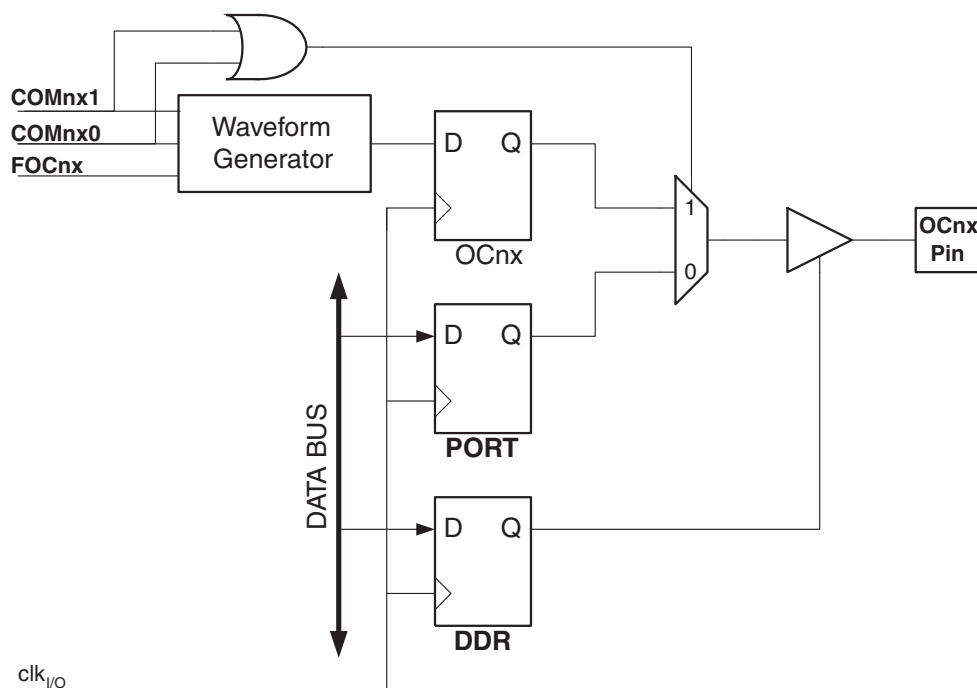 COMnx1
COMnx0
FOCnx
Waveform
Generator
D Q
OCnx
1
0
OCnx
Pin
D Q
PORT
DATA BUS
D Q
DDR
clkI/O